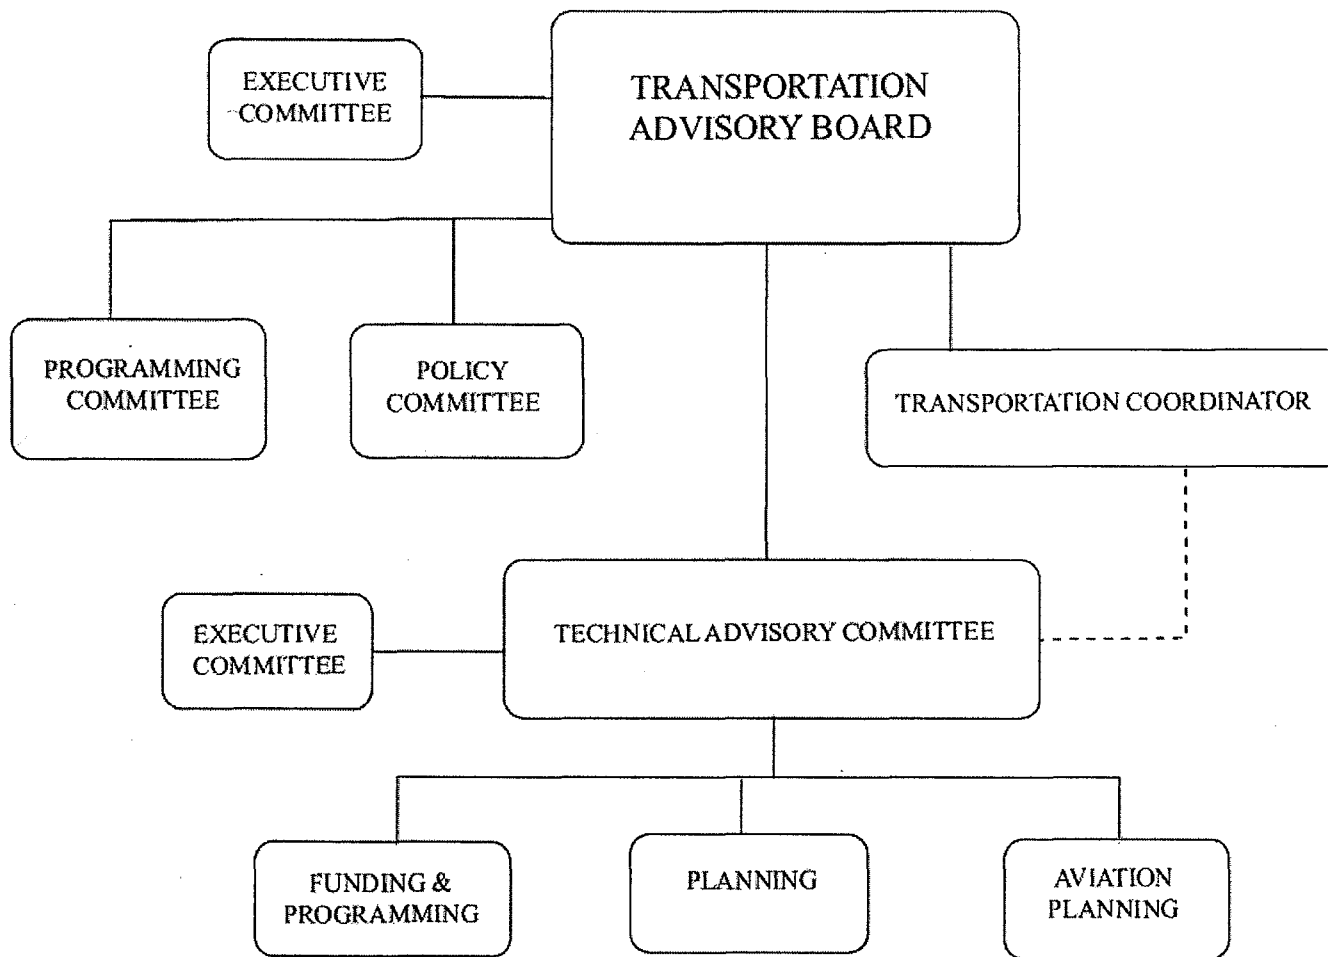 EXECUTIVE
COMMITTEE
TRANSPORTATION
ADVISORY BOARD
PROGRAMMING
COMMITTEE
POLICY
COMMITTEE
TRANSPORTATION COORDINATOR
EXECUTIVE
COMMITTEE
TECHNICAL ADVISORY COMMITTEE
FUNDING &
PROGRAMMING
PLANNING
AVIATION
PLANNING